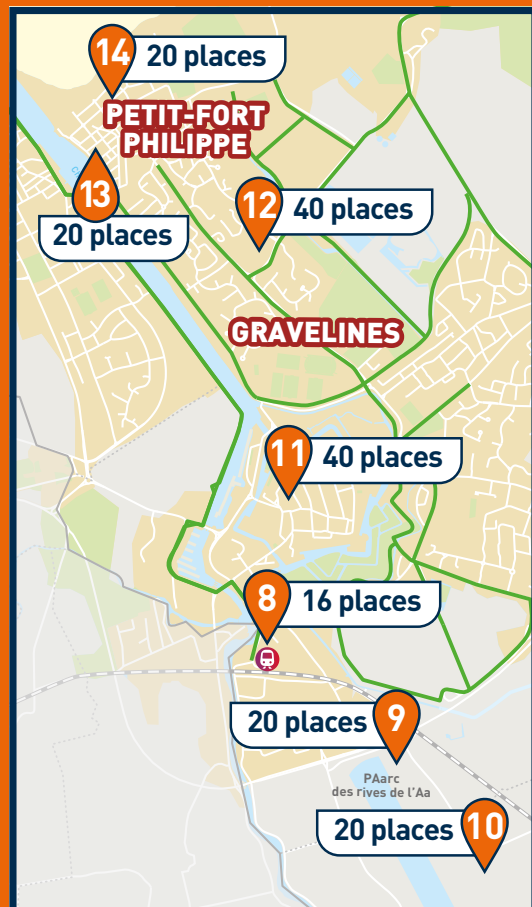 14 20 places
PETIT-FORT
PHILIPPE
13
20 places
12 40 places
GRAVELINES
11 40 places
8 16 places
20 places 9
PAarc
des rives de l'Aa
20 places 10